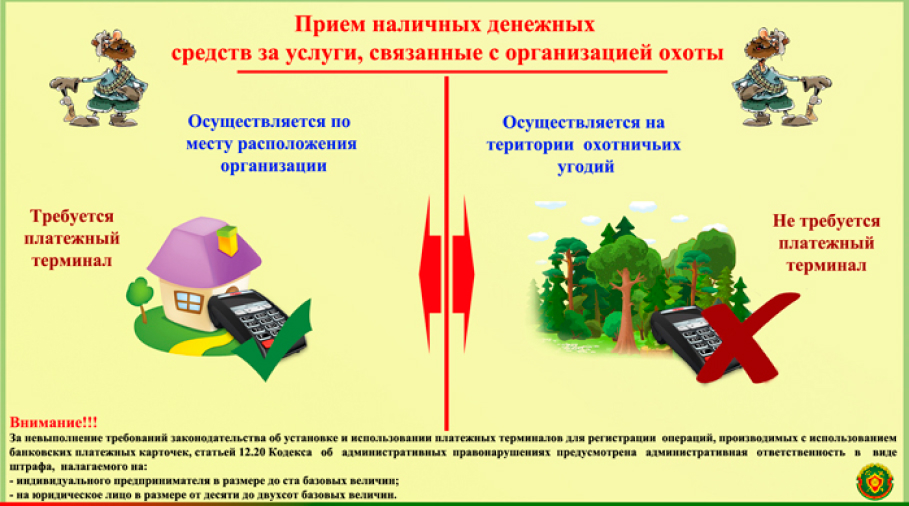 Прием наличных денежных
средств за услуги, связанные с организацией охоты
Осуществляется по
месту расположения
организации
Требуется
платежный
терминал
Осуществляется на
територии охотничьих
угодий
Не требуется
платежный
терминал
Внимание!!!
За невыполнение требований законодательства об установке и использовании платежных терминалов для регистрации операций, производимых с использованием
банковских платежных карточек, статьей 12.20 Кодекса об административных правонарушениях предусмотрена административная ответственность в виде
штрафа, налагаемого на:
- индивидуального предпринимателя в размере до ста базовых величин;
- на юридическое лицо в размере от десяти до двухсот базовых величин.